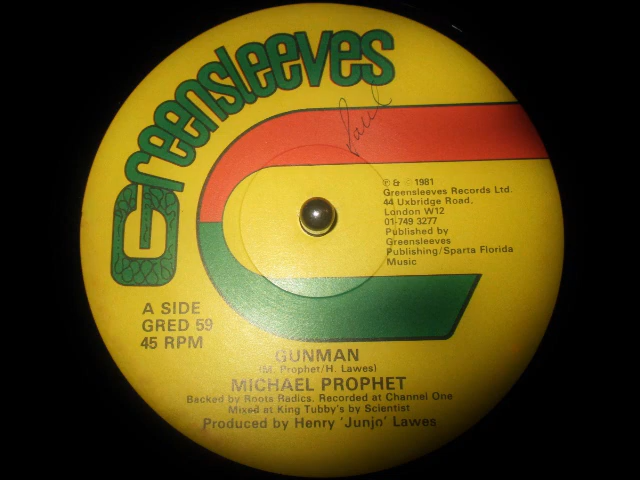 Greensleeves
Paul
℗ & © 1981
Greensleeves Records Ltd.
44 Uxbridge Road,
London W12
01-749 3277
Published by
Greensleeves
Publishing/Sparta Florida
Music
A SIDE
GRED 59
45 RPM
GUNMAN
(M. Prophet/H. Lawes)
MICHAEL PROPHET
Backed by Roots Radics. Recorded at Channel One
Mixed at King Tubby's by Scientist
Produced by Henry 'Junjo' Lawes